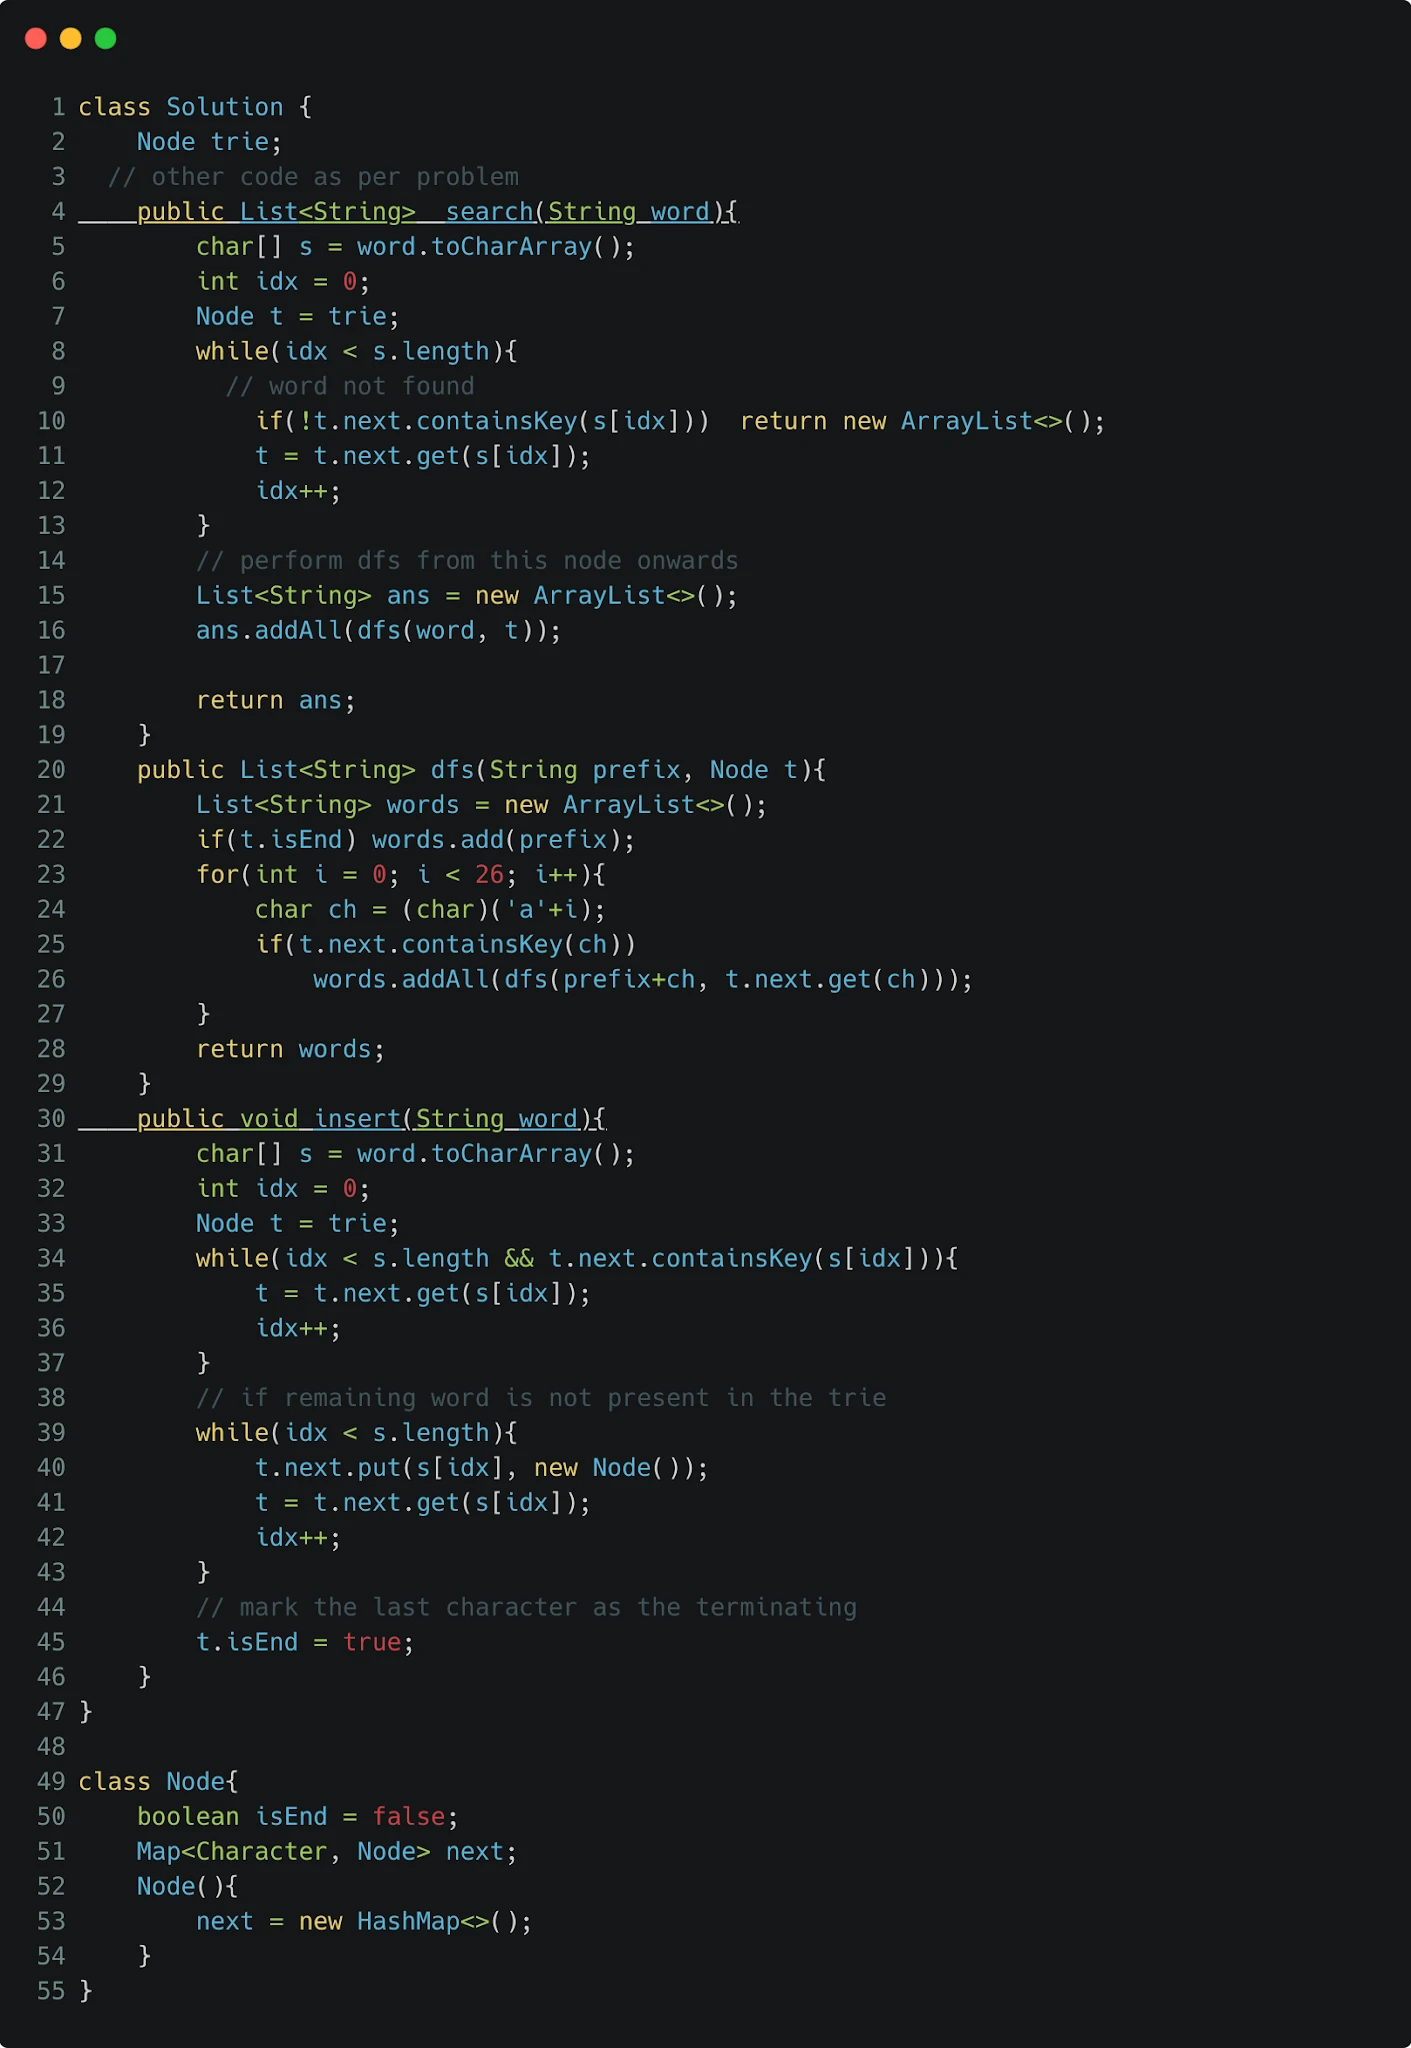 1 class Solution {
2     Node trie;
3   // other code as per problem
4     public List<String>  search(String word){
5         char[] s = word.toCharArray();
6         int idx = 0;
7         Node t = trie;
8         while(idx < s.length){
9           // word not found
10             if(!t.next.containsKey(s[idx]))  return new ArrayList<>();
11             t = t.next.get(s[idx]);
12             idx++;
13         }
14         // perform dfs from this node onwards
15         List<String> ans = new ArrayList<>();
16         ans.addAll(dfs(word, t));
17
18         return ans;
19     }
20     public List<String> dfs(String prefix, Node t){
21         List<String> words = new ArrayList<>();
22         if(t.isEnd) words.add(prefix);
23         for(int i = 0; i < 26; i++){
24             char ch = (char)('a'+i);
25             if(t.next.containsKey(ch))
26                 words.addAll(dfs(prefix+ch, t.next.get(ch)));
27         }
28         return words;
29     }
30     public void insert(String word){
31         char[] s = word.toCharArray();
32         int idx = 0;
33         Node t = trie;
34         while(idx < s.length && t.next.containsKey(s[idx])){
35             t = t.next.get(s[idx]);
36             idx++;
37         }
38         // if remaining word is not present in the trie
39         while(idx < s.length){
40             t.next.put(s[idx], new Node());
41             t = t.next.get(s[idx]);
42             idx++;
43         }
44         // mark the last character as the terminating
45         t.isEnd = true;
46     }
47 }
48
49 class Node{
50     boolean isEnd = false;
51     Map<Character, Node> next;
52     Node(){
53         next = new HashMap<>();
54     }
55 }